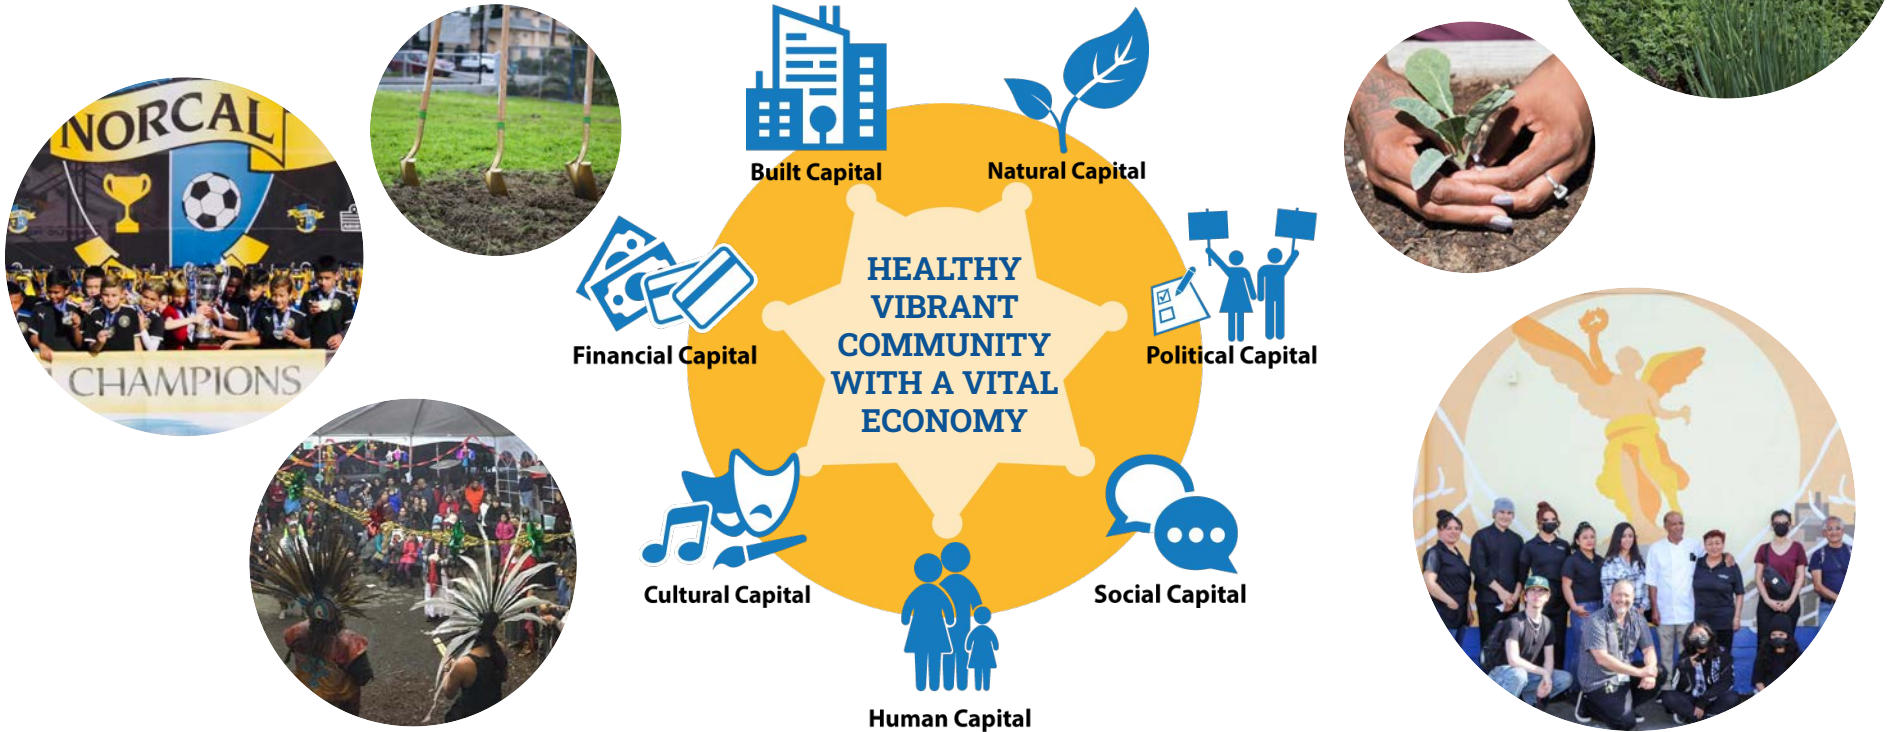 NORCAL
CHAMPIONS
Built Capital
Natural Capital
Financial Capital
Political Capital
HEALTHY
VIBRANT
COMMUNITY
WITH A VITAL
ECONOMY
Cultural Capital
Social Capital
Human Capital